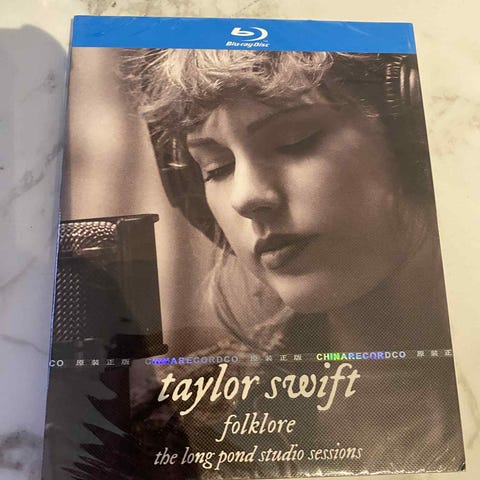 Blu-ray Disc
CO 原装正版 CHINARECORDCO 原装正版 CHINARECORDCO 原装正
taylor swift
folklore
the long pond studio sessions